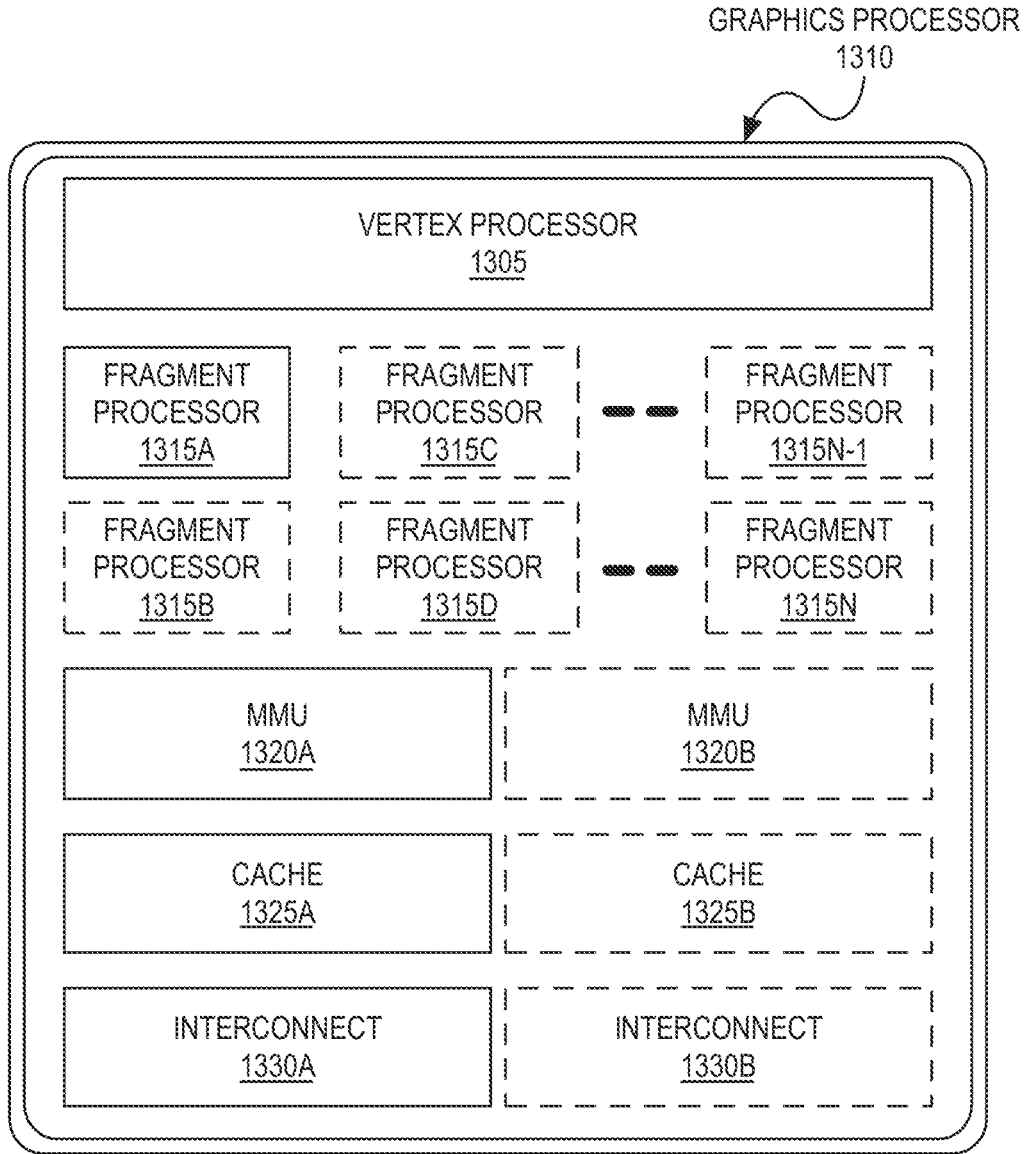 GRAPHICS PROCESSOR
1310
VERTEX PROCESSOR
1305
FRAGMENT
PROCESSOR
1315A
FRAGMENT
PROCESSOR
1315C
FRAGMENT
PROCESSOR
1315N-1
FRAGMENT
PROCESSOR
1315B
FRAGMENT
PROCESSOR
1315D
FRAGMENT
PROCESSOR
1315N
MMU
1320A
MMU
1320B
CACHE
1325A
CACHE
1325B
INTERCONNECT
1330A
INTERCONNECT
1330B